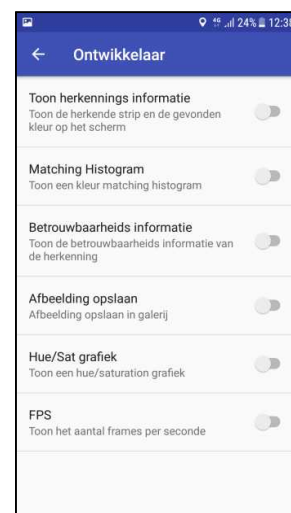 24% 12:38
Ontwikkelaar
Toon herkennings informatie
Toon de herkende strip en de gevonden
kleur op het scherm
Matching Histogram
Toon een kleur matching histogram
Betrouwbaarheids informatie
Toon de betrouwbaarheids informatie van
de herkenning
Afbeelding opslaan
Afbeelding opslaan in galerij
Hue/Sat grafiek
Toon een hue/saturation grafiek
FPS
Toon het aantal frames per seconde